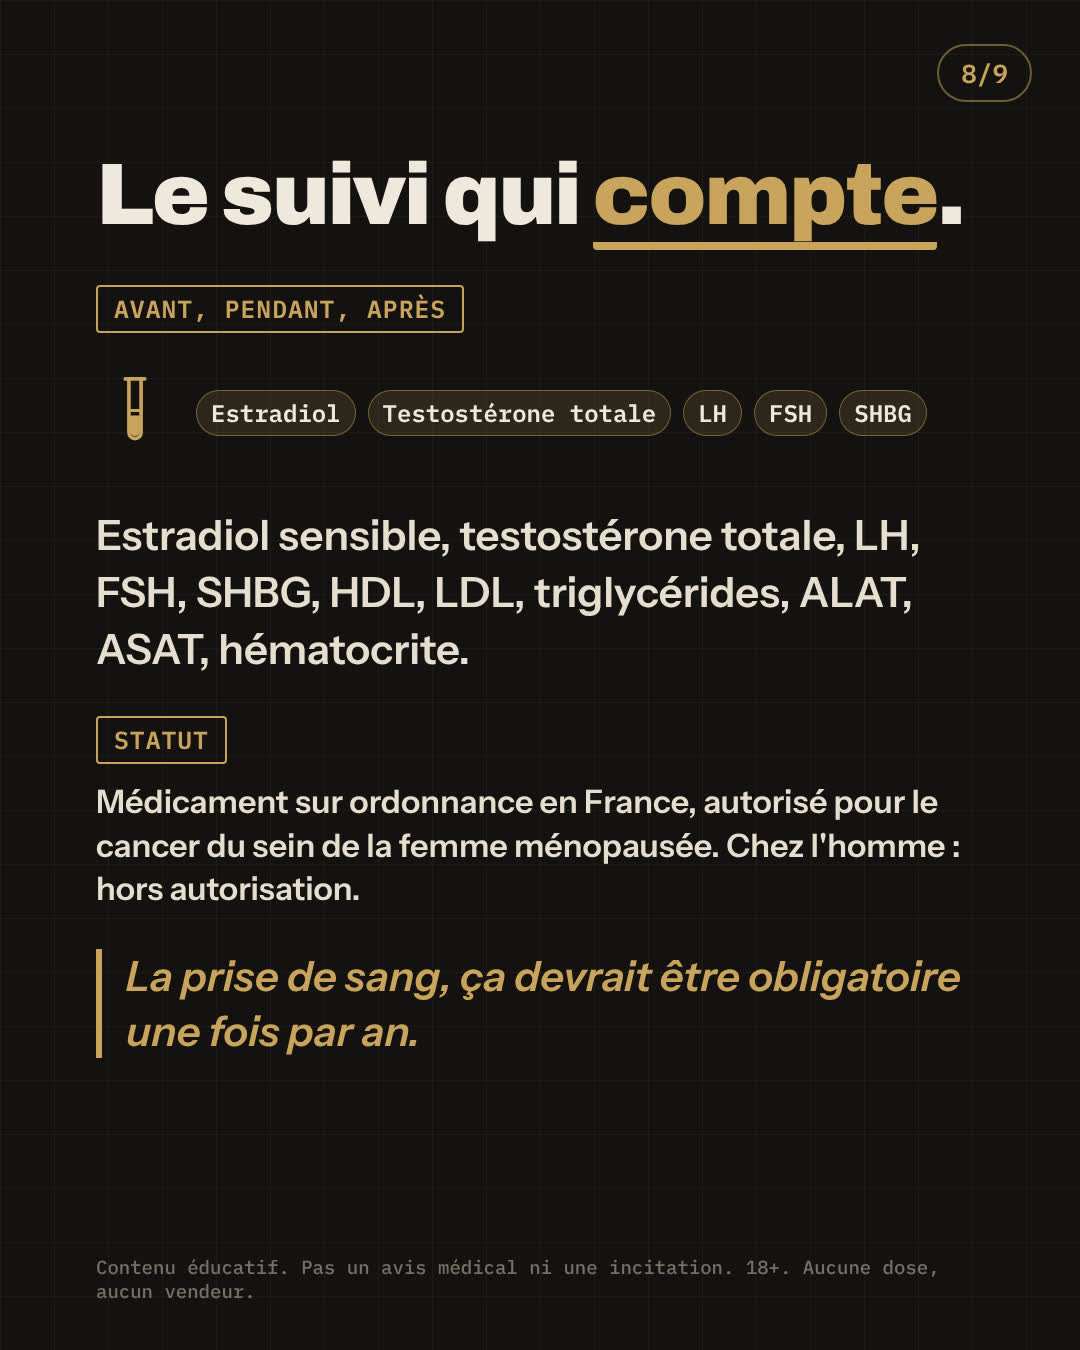 8/9
Le suivi qui compte.
AVANT, PENDANT, APRÈS
Estradiol Testostérone totale LH FSH SHBG
Estradiol sensible, testostérone totale, LH,
FSH, SHBG, HDL, LDL, triglycérides, ALAT,
ASAT, hématocrite.
STATUT
Médicament sur ordonnance en France, autorisé pour le
cancer du sein de la femme ménopausée. Chez l'homme :
hors autorisation.
La prise de sang, ça devrait être obligatoire
une fois par an.
Contenu éducatif. Pas un avis médical ni une incitation. 18+. Aucune dose,
aucun vendeur.